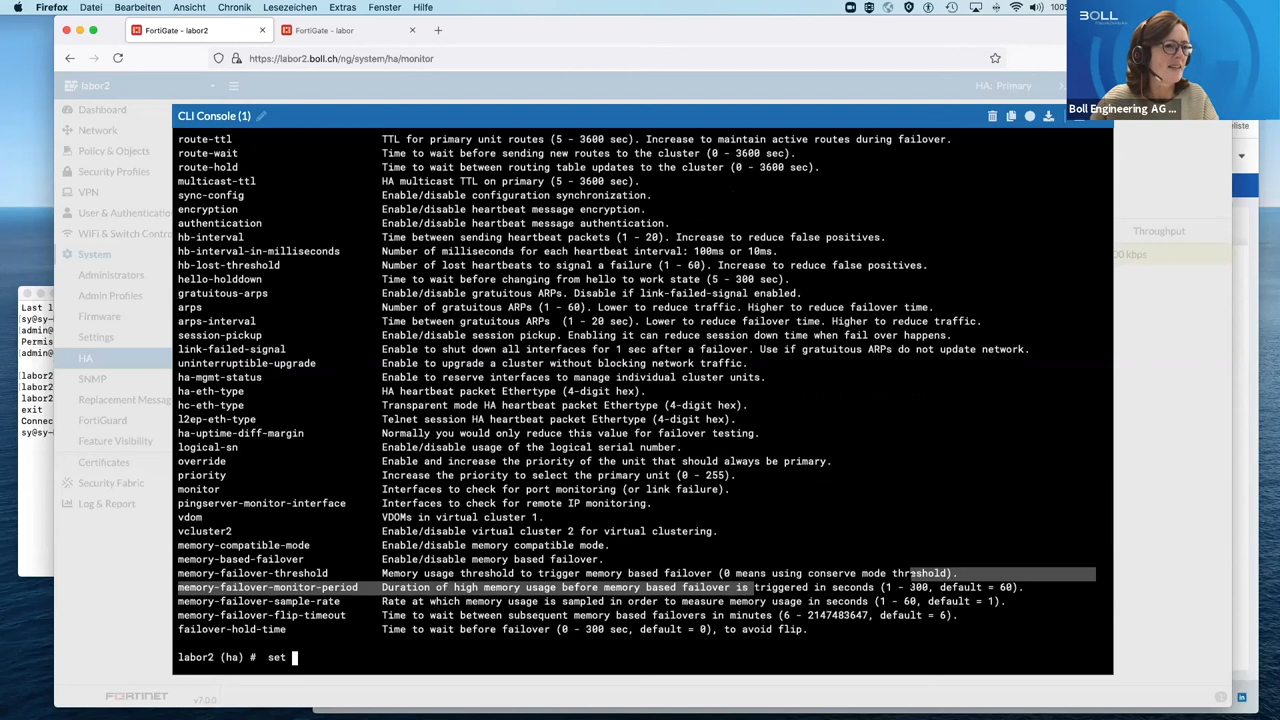 Firefox Datei Bearbeiten Ansicht Chronik Lesezeichen Extras Fenster Hilfe
100%
FortiGate - labor2
FortiGate - labor
https://labor2.boll.ch/ng/system/ha/monitor
BOLL
Boll Engineering AG ...
labor2
HA: Primary
Dashboard
Network
Policy & Objects
Security Profiles
VPN
User & Authenticatio
WiFi & Switch Contro
System
Administrators
Admin Profiles
Firmware
Settings
HA
SNMP
Replacement Messag
FortiGuard
Feature Visibility
Certificates
Security Fabric
Log & Report
Last l
sy@sy-
[admin@
Permis
[admin@
labor2
labor2
exit
Connec
sy@sy-
CLI Console (1)
route-ttl TTL for primary unit routes (5 - 3600 sec). Increase to maintain active routes during failover.
route-wait Time to wait before sending new routes to the cluster (0 - 3600 sec).
route-hold Time to wait between routing table updates to the cluster (0 - 3600 sec).
multicast-ttl HA multicast TTL on primary (5 - 3600 sec).
sync-config Enable/disable configuration synchronization.
encryption Enable/disable heartbeat message encryption.
authentication Enable/disable heartbeat message authentication.
hb-interval Time between sending heartbeat packets (1 - 20). Increase to reduce false positives.
hb-interval-in-milliseconds Number of milliseconds for each heartbeat interval: 100ms or 10ms.
hb-lost-threshold Number of lost heartbeats to signal a failure (1 - 60). Increase to reduce false positives.
hello-holddown Time to wait before changing from hello to work state (5 - 300 sec).
gratuitous-arps Enable/disable gratuitous ARPs. Disable if link-failed-signal enabled.
arps Number of gratuitous ARPs (1 - 60). Lower to reduce traffic. Higher to reduce failover time.
arps-interval Time between gratuitous ARPs  (1 - 20 sec). Lower to reduce failover time. Higher to reduce traffic.
session-pickup Enable/disable session pickup. Enabling it can reduce session down time when fail over happens.
link-failed-signal Enable to shut down all interfaces for 1 sec after a failover. Use if gratuitous ARPs do not update network.
uninterruptible-upgrade Enable to upgrade a cluster without blocking network traffic.
ha-mgmt-status Enable to reserve interfaces to manage individual cluster units.
ha-eth-type HA heartbeat packet Ethertype (4-digit hex).
hc-eth-type Transparent mode HA heartbeat packet Ethertype (4-digit hex).
l2ep-eth-type Telnet session HA heartbeat packet Ethertype (4-digit hex).
ha-uptime-diff-margin Normally you would only reduce this value for failover testing.
logical-sn Enable/disable usage of the logical serial number.
override Enable and increase the priority of the unit that should always be primary.
priority Increase the priority to select the primary unit (0 - 255).
monitor Interfaces to check for port monitoring (or link failure).
pingserver-monitor-interface Interfaces to check for remote IP monitoring.
vdom VDOMs in virtual cluster 1.
vcluster2 Enable/disable virtual cluster 2 for virtual clustering.
memory-compatible-mode Enable/disable memory compatible mode.
memory-based-failover Enable/disable memory based failover.
memory-failover-threshold Memory usage threshold to trigger memory based failover (0 means using conserve mode threshold).
memory-failover-monitor-period Duration of high memory usage before memory based failover is triggered in seconds (1 - 300, default = 60).
memory-failover-sample-rate Rate at which memory usage is sampled in order to measure memory usage in seconds (1 - 60, default = 1).
memory-failover-flip-timeout Time to wait between subsequent memory based failovers in minutes (6 - 2147483647, default = 6).
failover-hold-time Time to wait before failover (0 - 300 sec, default = 0), to avoid flip.
labor2 (ha) #  set
Throughput
00 kbps
eliste
FORTINET v7.0.0
1
in